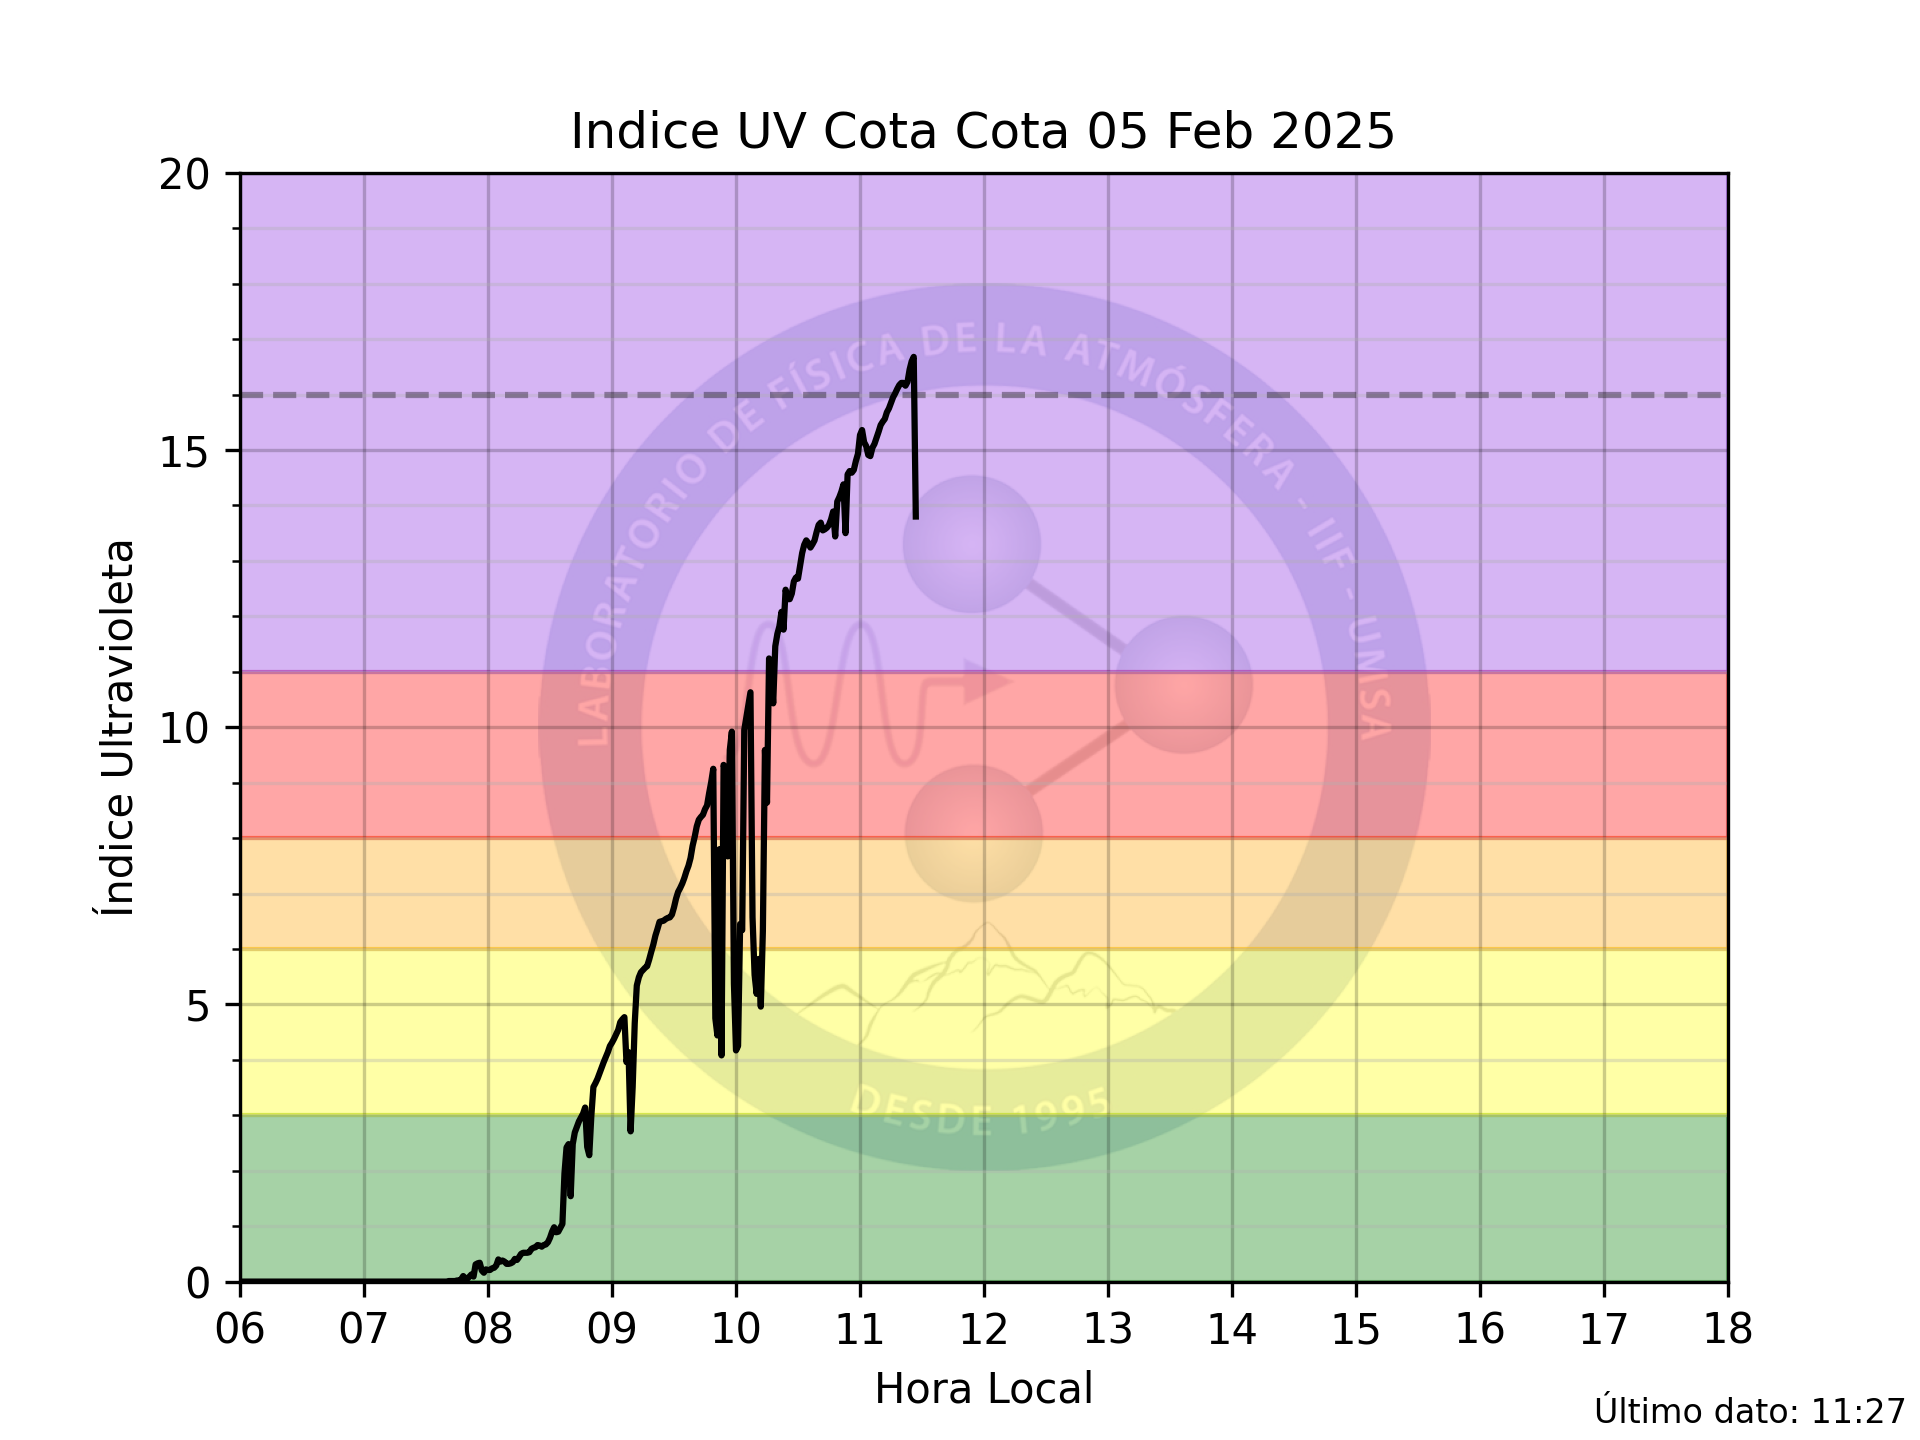 Indice UV Cota Cota 05 Feb 2025
20
15
10
5
0
Índice Ultravioleta
LABORATORIO DE FÍSICA DE LA ATMÓSFERA - IIF - UMSA
DESDE 1995
06 07 08 09 10 11 12 13 14 15 16 17 18
Hora Local
Último dato: 11:27